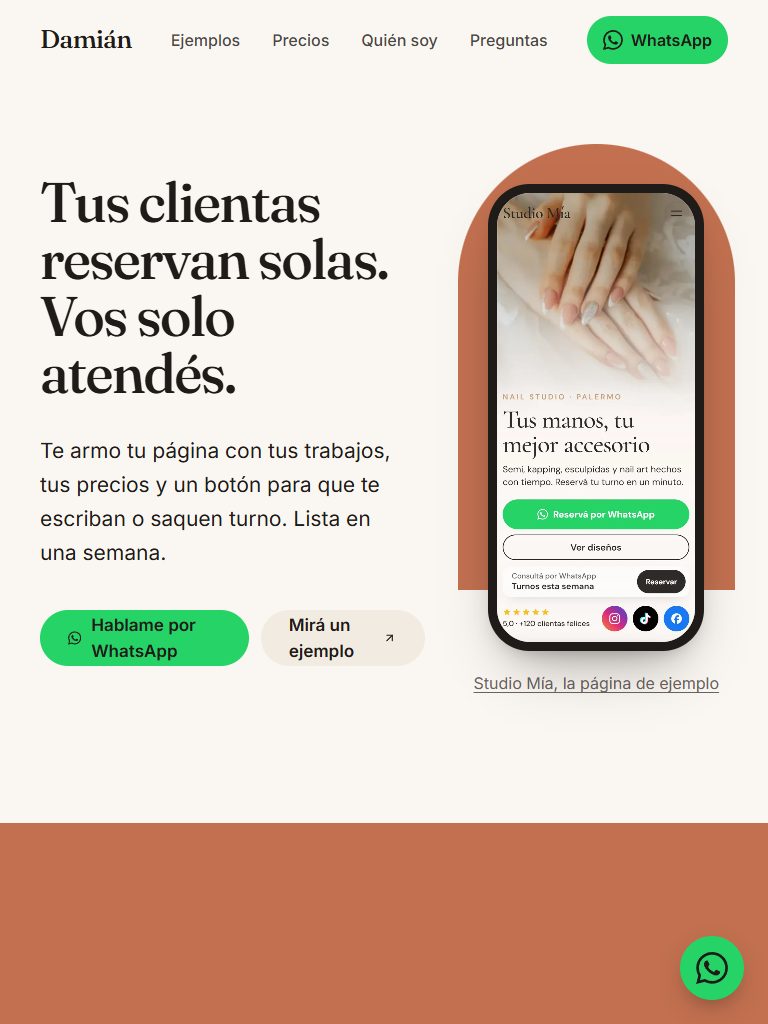 Damián
Ejemplos
Precios
Quién soy
Preguntas
WhatsApp
Tus clientas
reservan solas.
Vos solo
atendés.
Te armo tu página con tus trabajos,
tus precios y un botón para que te
escriban o saquen turno. Lista en
una semana.
Hablame por
WhatsApp
Mirá un
ejemplo
Studio Mía
NAIL STUDIO · PALERMO
Tus manos, tu
mejor accesorio
Semi, kapping, esculpidas y nail art hechos
con tiempo. Reservá tu turno en un minuto.
Reservá por WhatsApp
Ver diseños
Consultá por WhatsApp
Turnos esta semana
Reservar
★★★★★
5,0 · +120 clientas felices
Studio Mía, la página de ejemplo